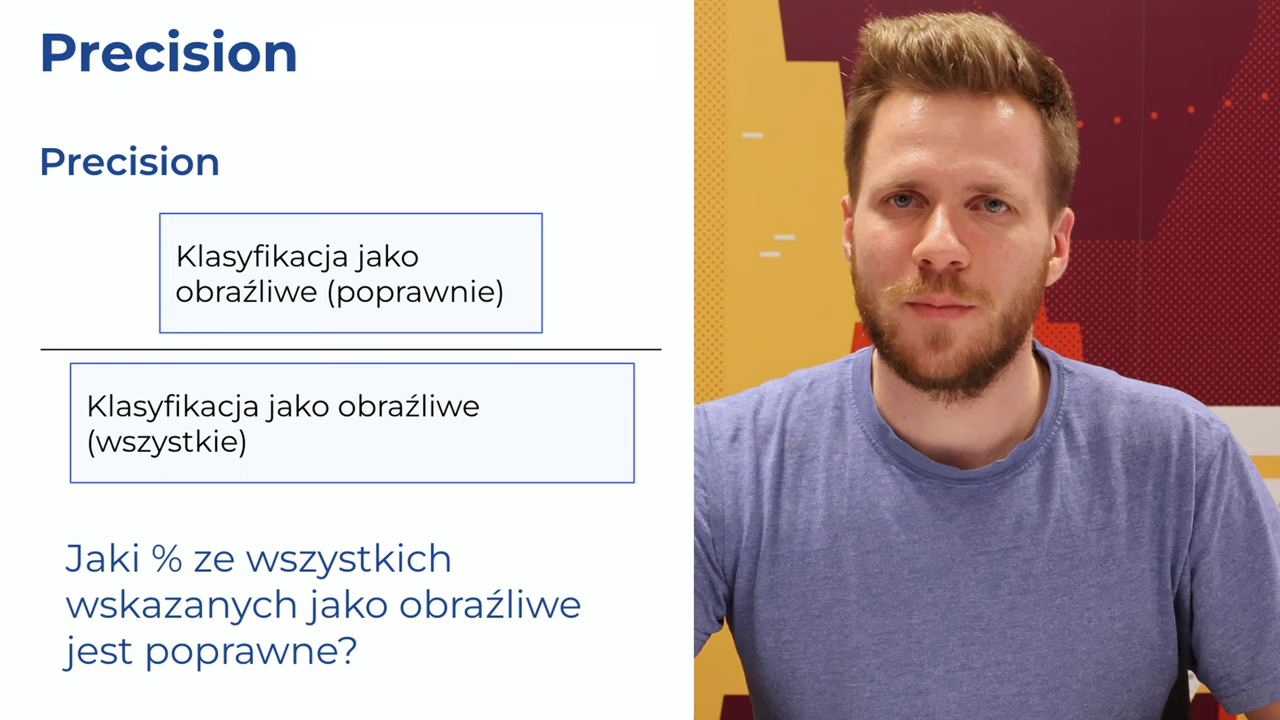 Precision
Precision
Klasyfikacja jako
obraźliwe (poprawnie)
Klasyfikacja jako obraźliwe
(wszystkie)
Jaki % ze wszystkich
wskazanych jako obraźliwe
jest poprawne?